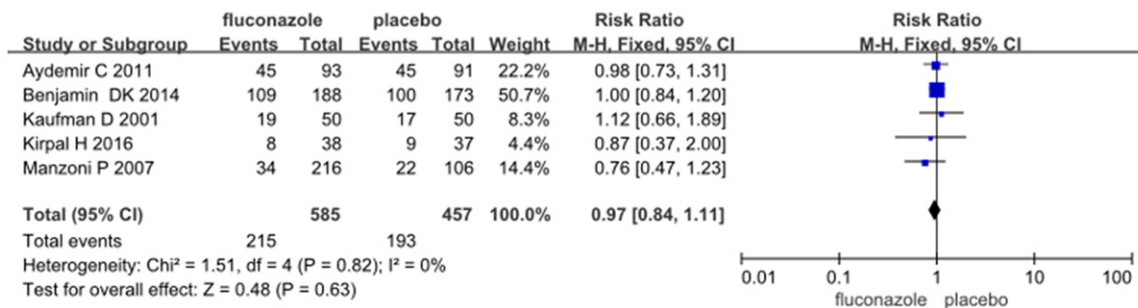 fluconazole placebo Risk Ratio Risk Ratio
Study or Subgroup Events Total Events Total Weight M-H, Fixed, 95% CI M-H, Fixed, 95% CI
Aydemir C 2011 45 93 45 91 22.2% 0.98 [0.73, 1.31]
Benjamin DK 2014 109 188 100 173 50.7% 1.00 [0.84, 1.20]
Kaufman D 2001 19 50 17 50 8.3% 1.12 [0.66, 1.89]
Kirpal H 2016 8 38 9 37 4.4% 0.87 [0.37, 2.00]
Manzoni P 2007 34 216 22 106 14.4% 0.76 [0.47, 1.23]
Total (95% CI) 585 457 100.0% 0.97 [0.84, 1.11]
Total events 215 193
Heterogeneity: Chi² = 1.51, df = 4 (P = 0.82); I² = 0%
Test for overall effect: Z = 0.48 (P = 0.63)
0.01 0.1 1 10 100
fluconazole placebo